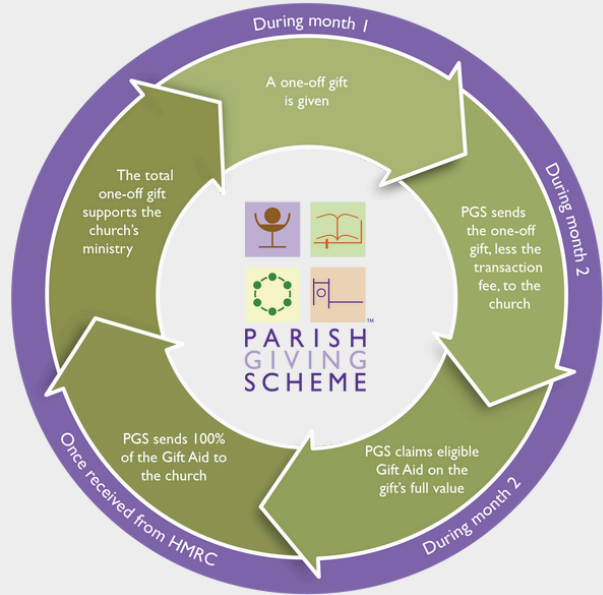 During month 1
A one-off gift
is given
During month 2
PGS sends
the one-off
gift, less the
transaction
fee, to the
church
During month 2
PGS claims eligible
Gift Aid on the
gift's full value
Once received from HMRC
PGS sends 100%
of the Gift Aid to
the church
The total
one-off gift
supports the
church's
ministry
PARISH
GIVING
SCHEME
TM